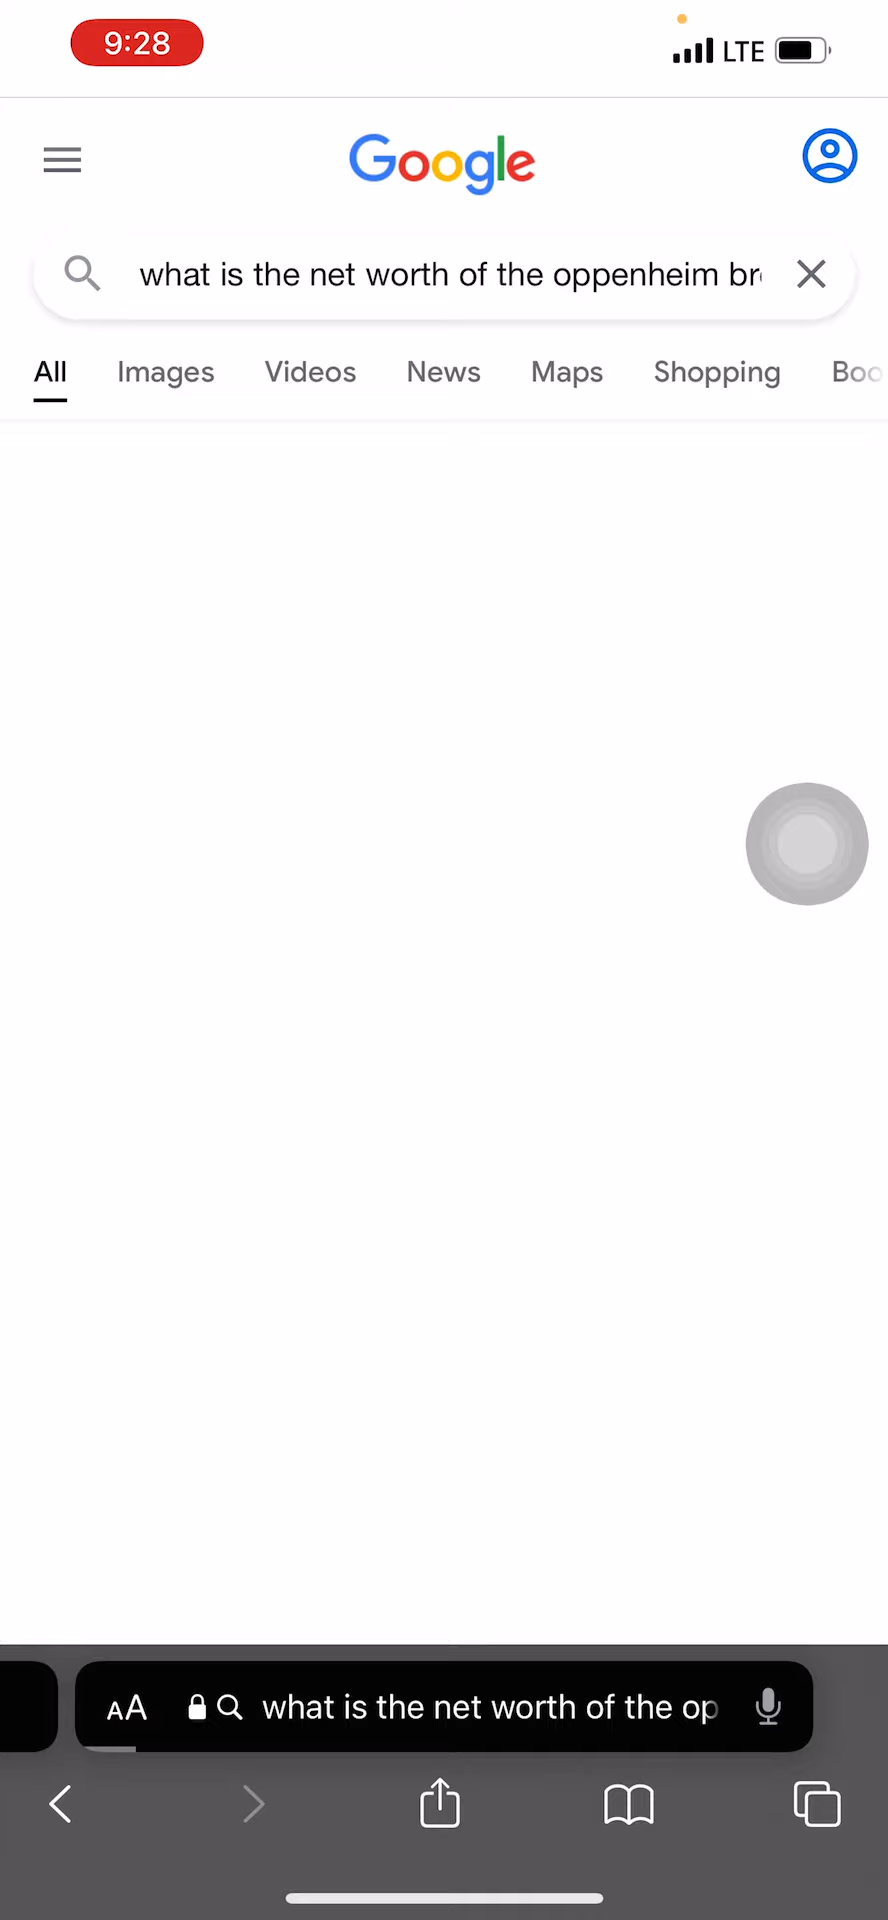 9:28
LTE
Google
what is the net worth of the oppenheim br
All Images Videos News Maps Shopping Boo
AA what is the net worth of the op